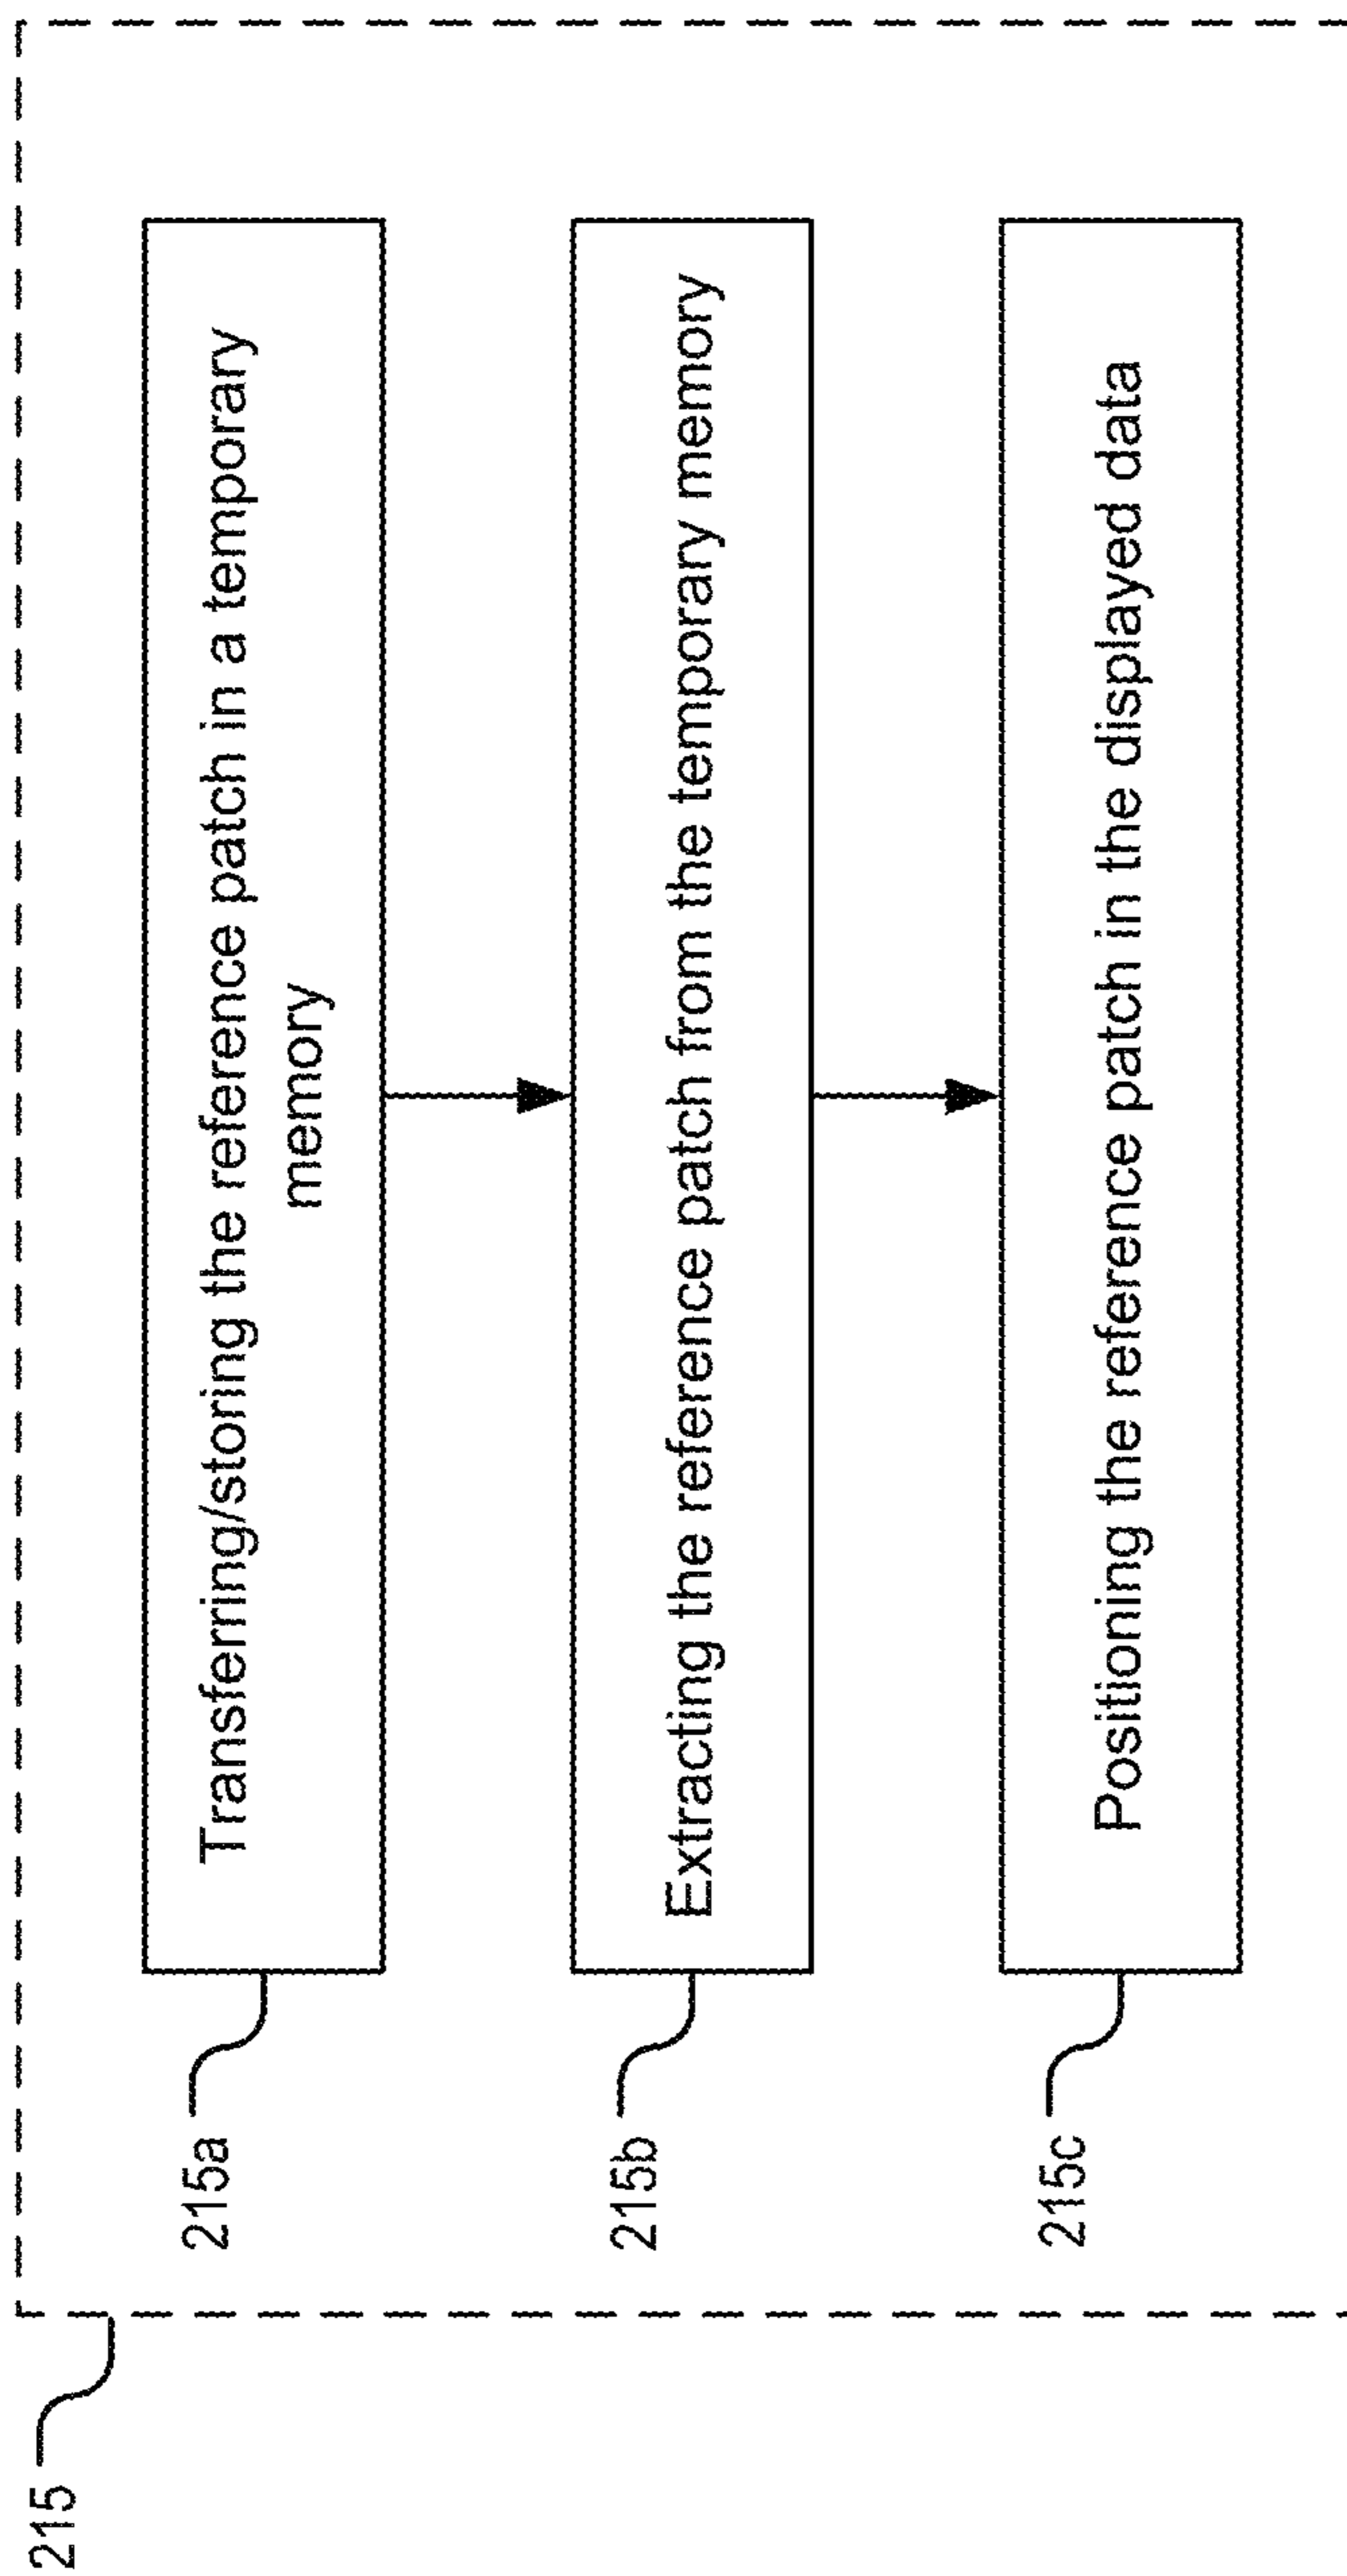 215
215a
Transferring/storing the reference patch in a temporary
memory
215b
Extracting the reference patch from the temporary memory
215c
Positioning the reference patch in the displayed data